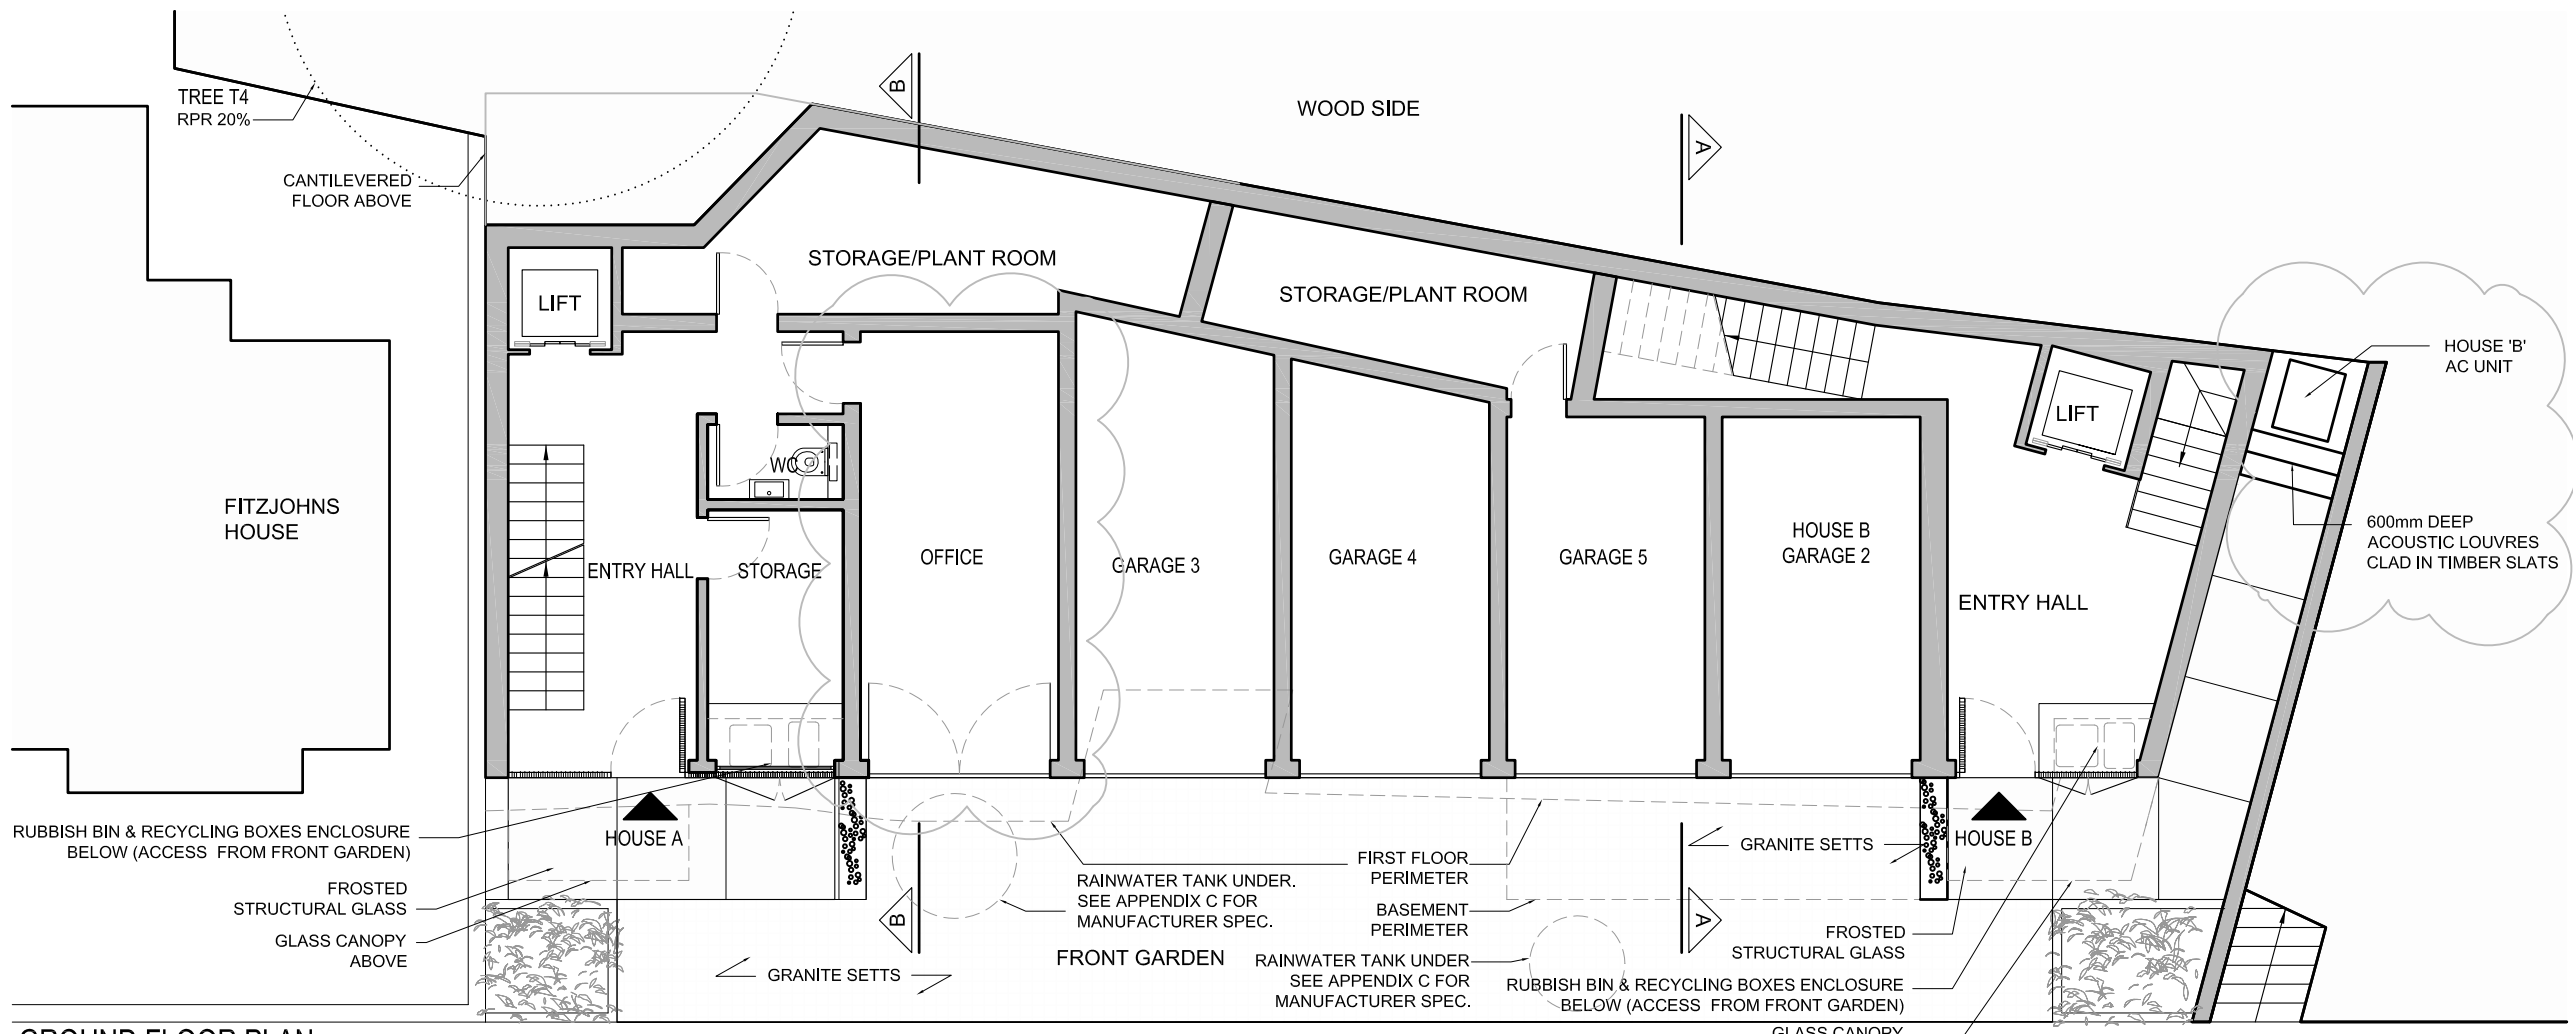 TREE T4
RPR 20%
CANTILEVERED
FLOOR ABOVE
B
WOOD SIDE
A
STORAGE/PLANT ROOM
STORAGE/PLANT ROOM
LIFT
LIFT
HOUSE 'B'
AC UNIT
WC
FITZJOHNS
HOUSE
ENTRY HALL
STORAGE
OFFICE
GARAGE 3
GARAGE 4
GARAGE 5
HOUSE B
GARAGE 2
ENTRY HALL
600mm DEEP
ACOUSTIC LOUVRES
CLAD IN TIMBER SLATS
RUBBISH BIN & RECYCLING BOXES ENCLOSURE
BELOW (ACCESS FROM FRONT GARDEN)
HOUSE A
FROSTED
STRUCTURAL GLASS
GLASS CANOPY
ABOVE
B
RAINWATER TANK UNDER.
SEE APPENDIX C FOR
MANUFACTURER SPEC.
FIRST FLOOR
PERIMETER
BASEMENT
PERIMETER
GRANITE SETTS
HOUSE B
A
FRONT GARDEN
GRANITE SETTS
RAINWATER TANK UNDER
SEE APPENDIX C FOR
MANUFACTURER SPEC.
FROSTED
STRUCTURAL GLASS
RUBBISH BIN & RECYCLING BOXES ENCLOSURE
BELOW (ACCESS FROM FRONT GARDEN)
GLASS CANOPY
GROUND FLOOR PLAN